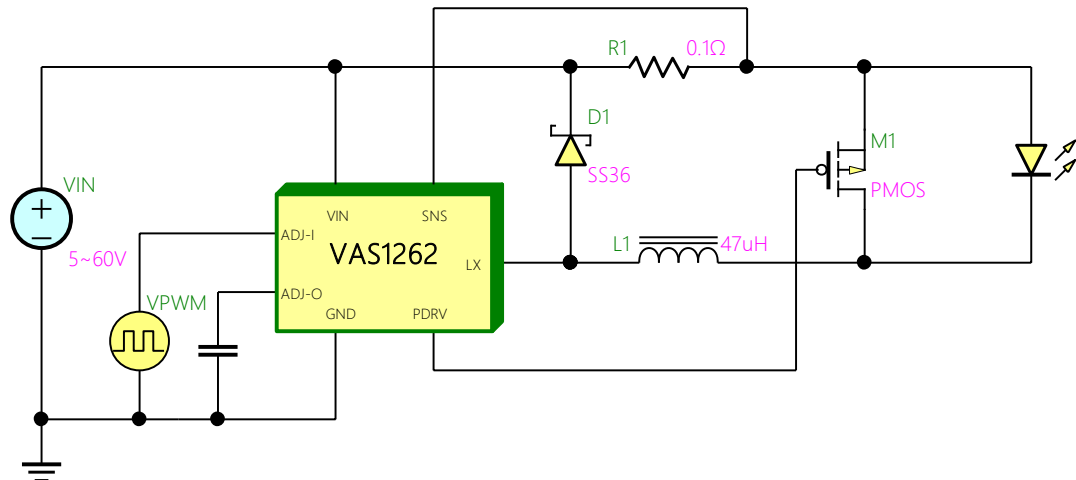 R1 0.1Ω
D1
SS36
M1
PMOS
VIN
5~60V
VIN SNS
ADJ-I
VAS1262
LX
ADJ-O
GND PDRV
L1 47uH
VPWM